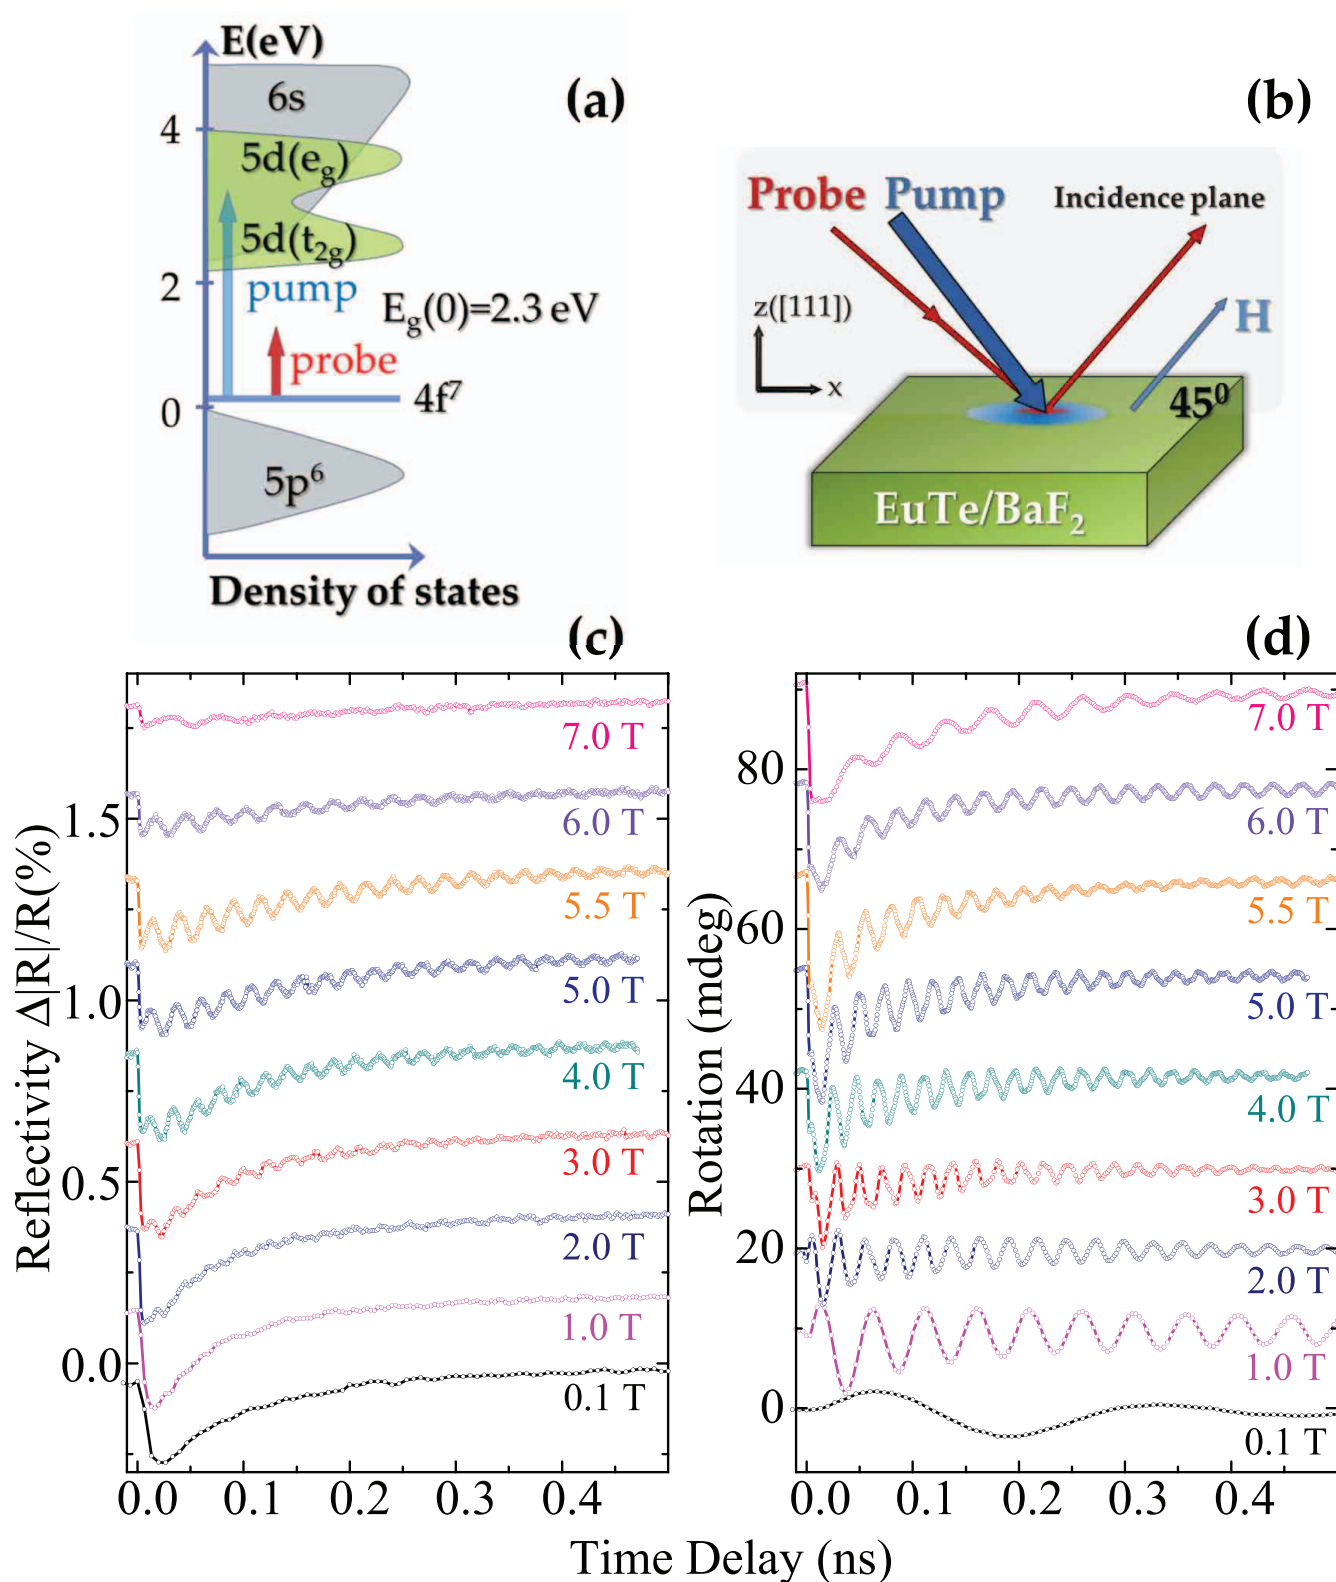 E(eV)
(a)
6s
4
5d(e_g)
5d(t_2g)
2
pump
E_g(0)=2.3 eV
probe
4f⁷
0
5p⁶
Density of states
(b)
Probe Pump
Incidence plane
z([111])
H
x
45⁰
EuTe/BaF₂
(c)
Reflectivity Δ|R|/R(%)
1.5
1.0
0.5
0.0
7.0 T
6.0 T
5.5 T
5.0 T
4.0 T
3.0 T
2.0 T
1.0 T
0.1 T
0.0 0.1 0.2 0.3 0.4
(d)
Rotation (mdeg)
80
60
40
20
0
7.0 T
6.0 T
5.5 T
5.0 T
4.0 T
3.0 T
2.0 T
1.0 T
0.1 T
0.0 0.1 0.2 0.3 0.4
Time Delay (ns)